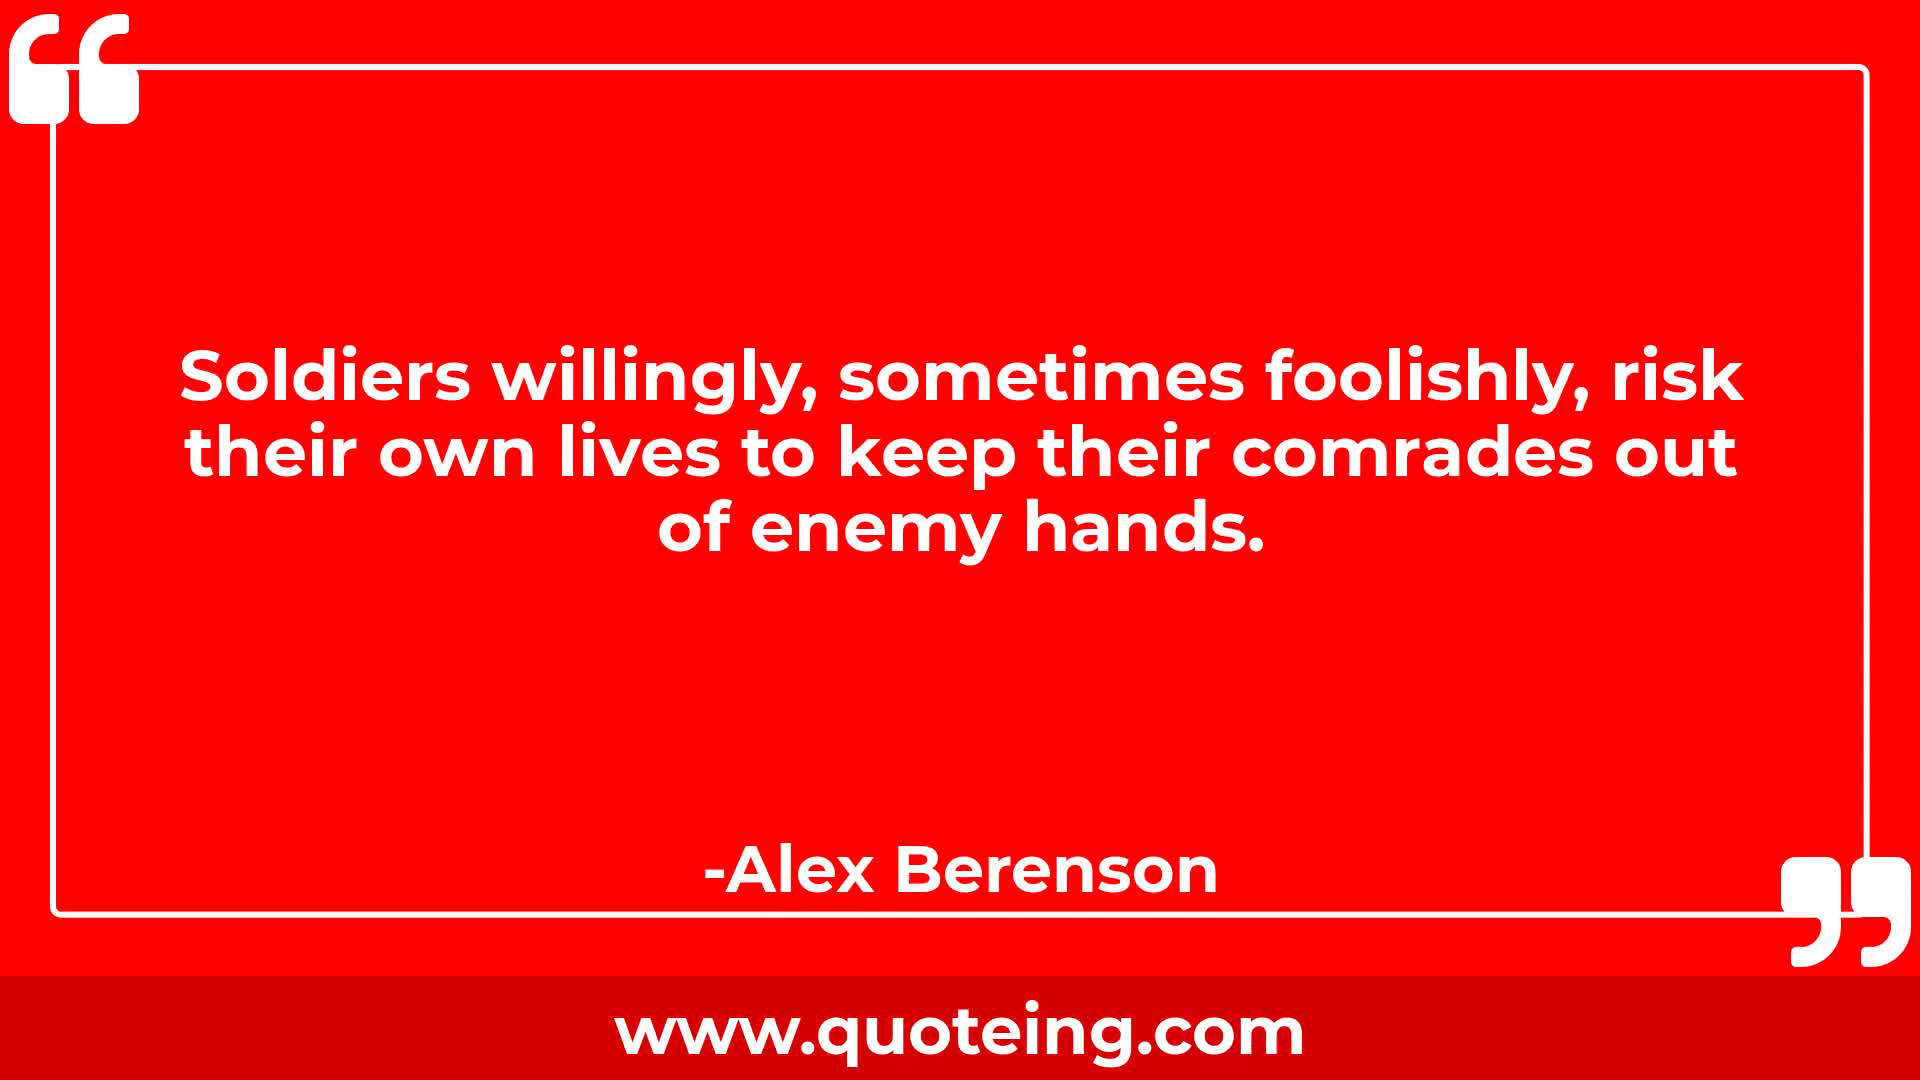 Soldiers willingly, sometimes foolishly, risk
their own lives to keep their comrades out
of enemy hands.
-Alex Berenson
www.quoteing.com